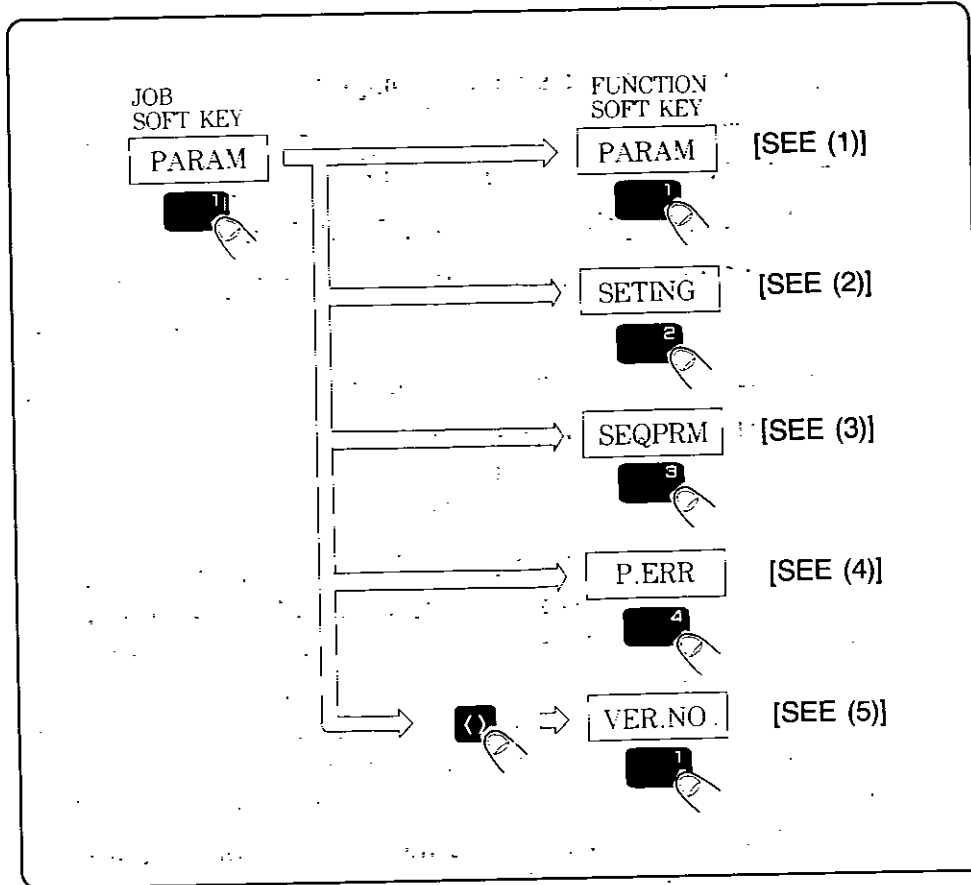 JOB
SOFT KEY
PARAM
1
FUNCTION
SOFT KEY
PARAM
[SEE (1)]
1
SETING
[SEE (2)]
2
SEQPRM
[SEE (3)]
3
P.ERR
[SEE (4)]
4
<>
VER.NO.
[SEE (5)]
1